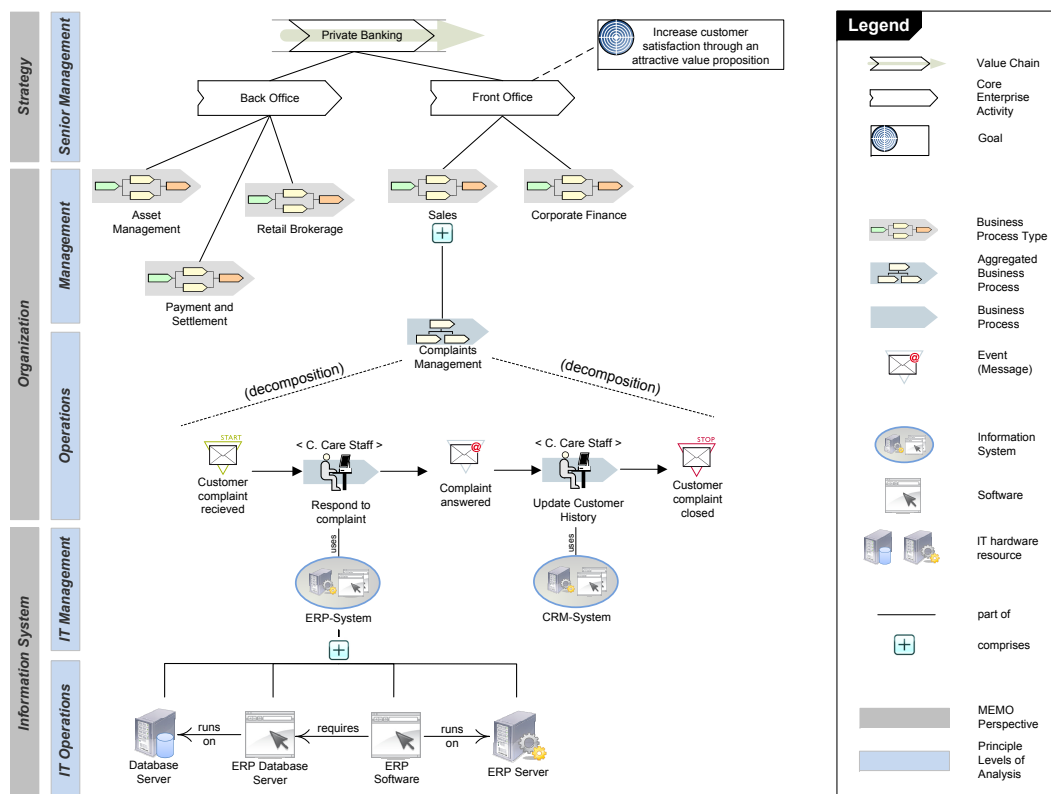 Strategy
Senior Management
Private Banking
Increase customer
satisfaction through an
attractive value proposition
Back Office
Front Office
Organization
Management
Asset
Management
Retail Brokerage
Sales
Corporate Finance
Payment and
Settlement
Operations
Complaints
Management
(decomposition)
(decomposition)
START
< C. Care Staff >
@
< C. Care Staff >
STOP
Customer
complaint
recieved
Respond to
complaint
Complaint
answered
Update Customer
History
Customer
complaint
closed
Information System
IT Management
uses
uses
ERP-System
CRM-System
IT Operations
runs
on
requires
runs
on
Database
Server
ERP Database
Server
ERP
Software
ERP Server
Legend
Value Chain
Core
Enterprise
Activity
Goal
Business
Process Type
Aggregated
Business
Process
Business
Process
@
Event
(Message)
Information
System
Software
IT hardware
resource
part of
comprises
MEMO
Perspective
Principle
Levels of
Analysis